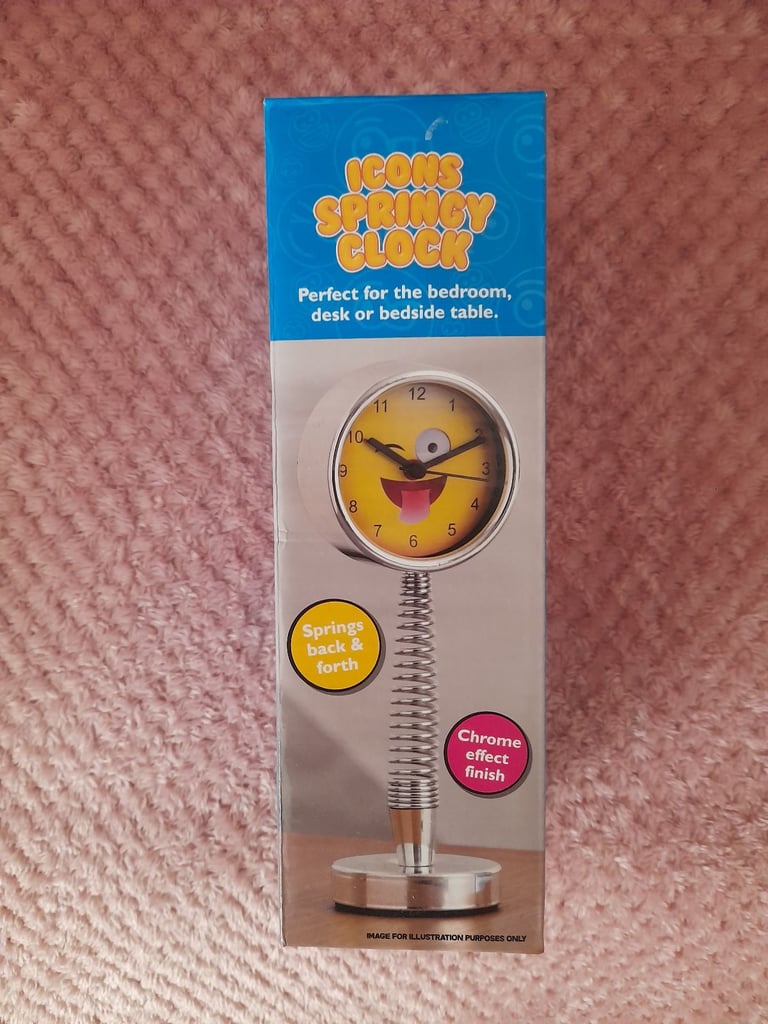 ICONS
SPRINGY
CLOCK
Perfect for the bedroom,
desk or bedside table.
12
11 1
10 2
9 3
8 4
7 5
6
Springs
back &
forth
Chrome
effect
finish
IMAGE FOR ILLUSTRATION PURPOSES ONLY